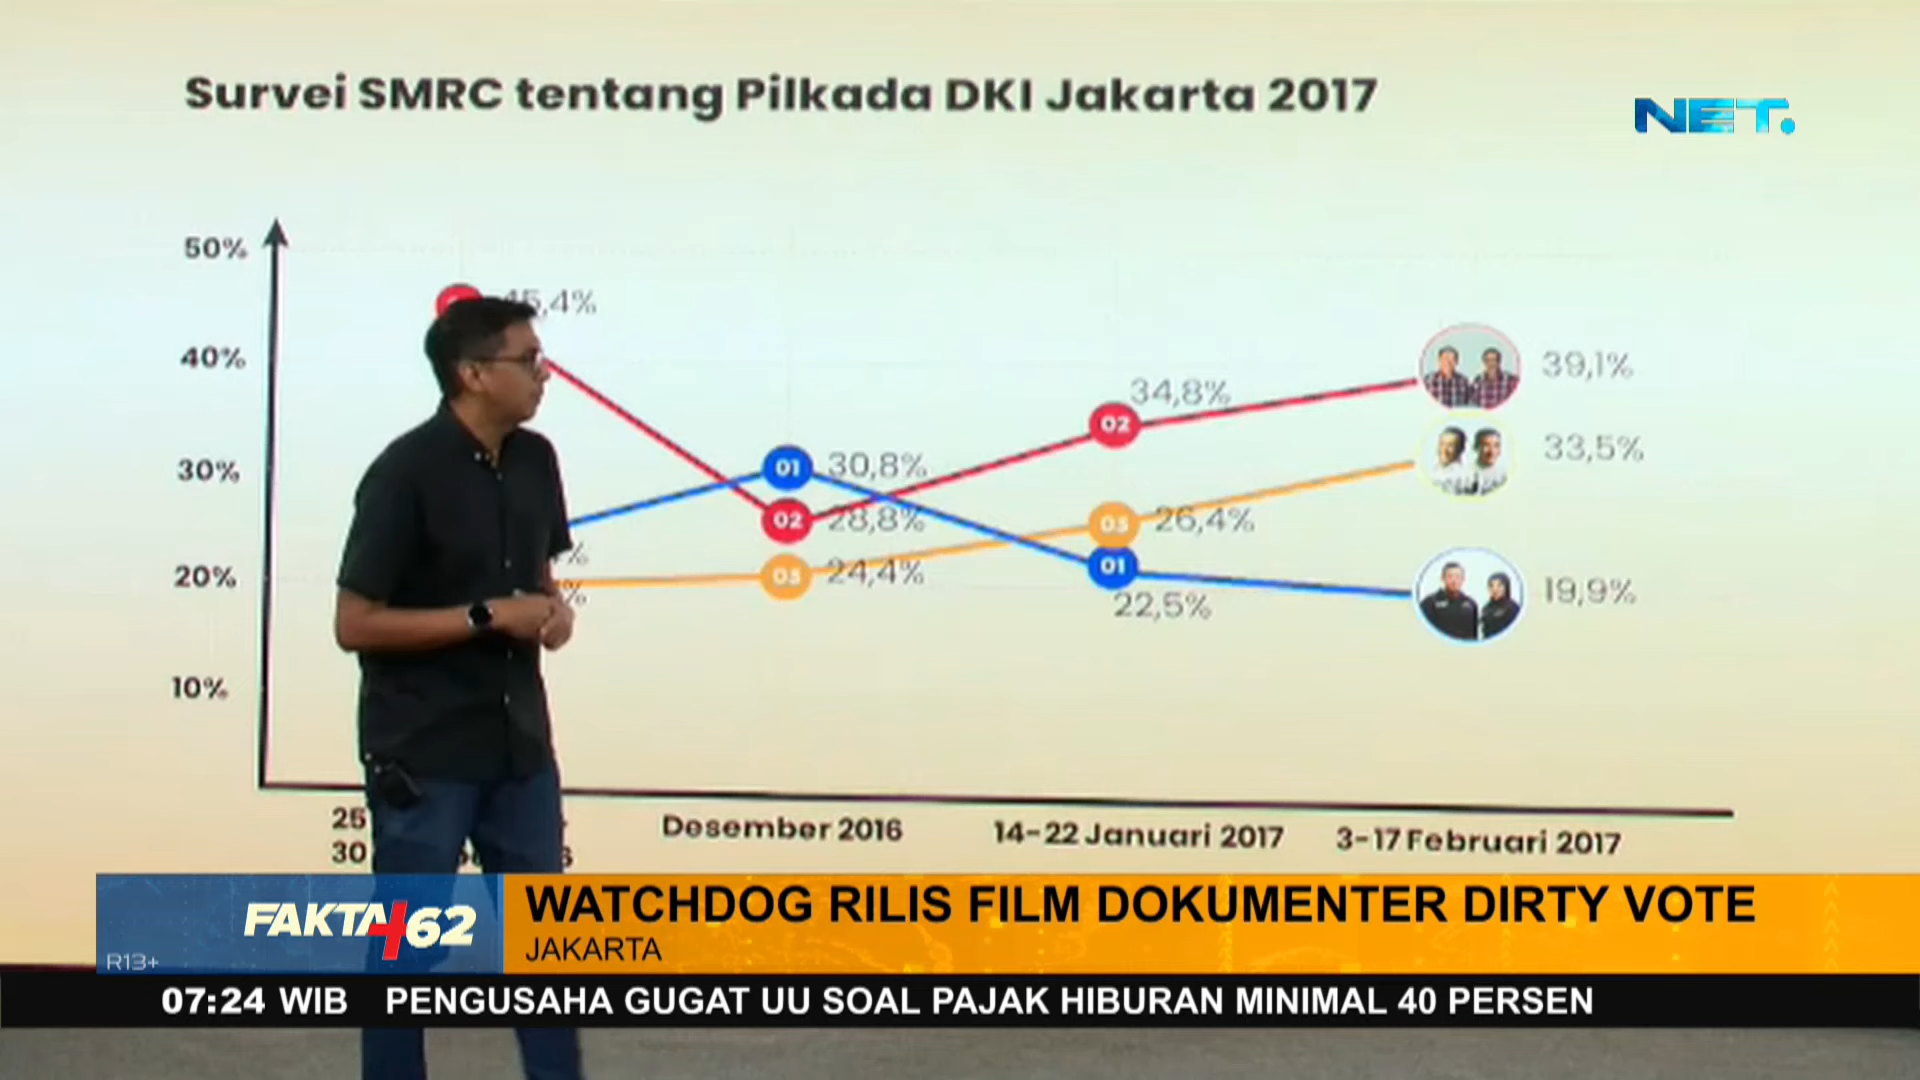 Survei SMRC tentang Pilkada DKI Jakarta 2017
NET.
50%
40%
30%
20%
10%
45,4%
01
30,8%
02
28,8%
03
24,4%
02
34,8%
03
26,4%
01
22,5%
39,1%
33,5%
19,9%
25
30
Desember 2016
14-22 Januari 2017
3-17 Februari 2017
FAKTA+62
R13+
WATCHDOG RILIS FILM DOKUMENTER DIRTY VOTE
JAKARTA
07:24 WIB PENGUSAHA GUGAT UU SOAL PAJAK HIBURAN MINIMAL 40 PERSEN